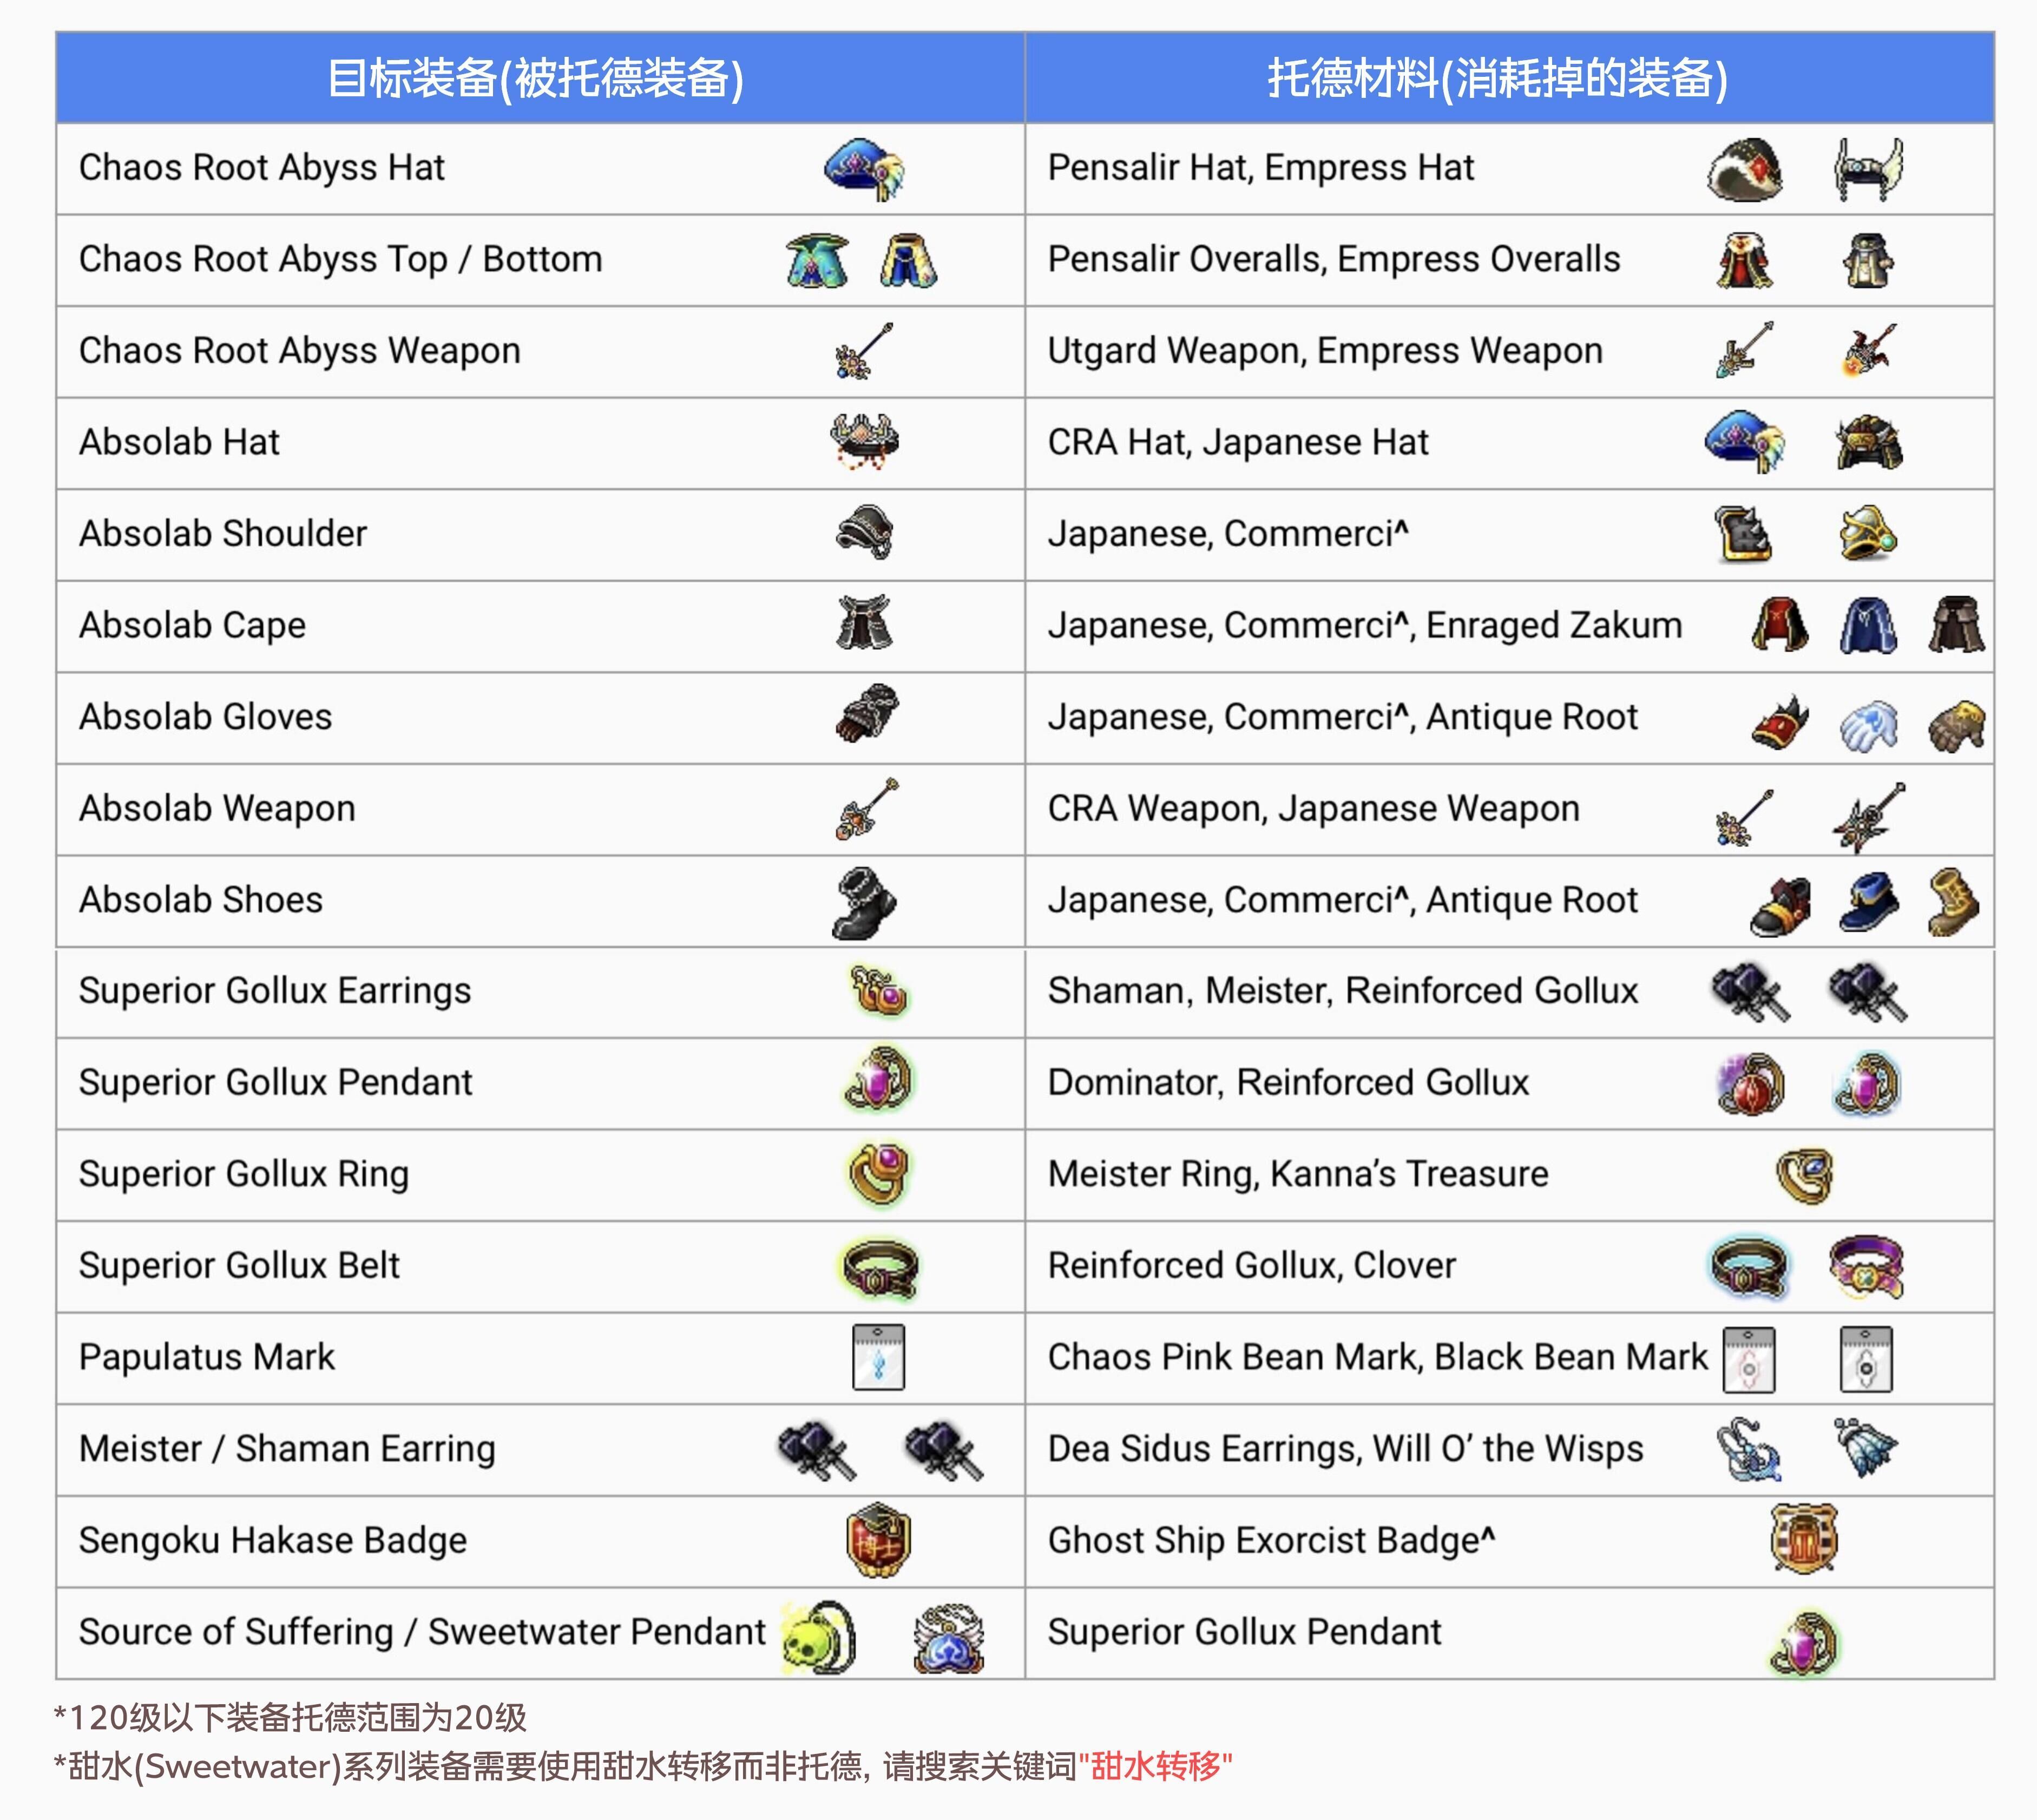 目标装备(被托德装备)
托德材料(消耗掉的装备)
Chaos Root Abyss Hat
Pensalir Hat, Empress Hat
Chaos Root Abyss Top / Bottom
Pensalir Overalls, Empress Overalls
Chaos Root Abyss Weapon
Utgard Weapon, Empress Weapon
Absolab Hat
CRA Hat, Japanese Hat
Absolab Shoulder
Japanese, Commerci^
Absolab Cape
Japanese, Commerci^, Enraged Zakum
Absolab Gloves
Japanese, Commerci^, Antique Root
Absolab Weapon
CRA Weapon, Japanese Weapon
Absolab Shoes
Japanese, Commerci^, Antique Root
Superior Gollux Earrings
Shaman, Meister, Reinforced Gollux
Superior Gollux Pendant
Dominator, Reinforced Gollux
Superior Gollux Ring
Meister Ring, Kanna’s Treasure
Superior Gollux Belt
Reinforced Gollux, Clover
Papulatus Mark
Chaos Pink Bean Mark, Black Bean Mark
Meister / Shaman Earring
Dea Sidus Earrings, Will O’ the Wisps
Sengoku Hakase Badge
博士
Ghost Ship Exorcist Badge^
Source of Suffering / Sweetwater Pendant
Superior Gollux Pendant
*120级以下装备托德范围为20级
*甜水(Sweetwater)系列装备需要使用甜水转移而非托德, 请搜索关键词"甜水转移"